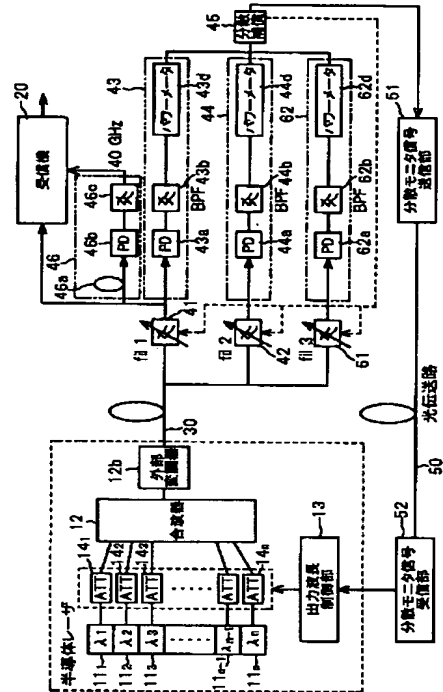 半導体レーザ
111
λ1
ATT
141
112
λ2
ATT
142
113
λ3
ATT
143
11n-1
λn-1
ATT
11n
λn
ATT
14n
12
合波器
12b
外部
変調器
13
出力波長
制御部
52
分散モニタ信号
受信部
50
光伝送路
30
20
受信機
40 GHz
46
46a
46b
PD
46c
fil 1
41
43
43a
PD
43b
BPF
43d
パワーメータ
fil 2
42
44
44a
PD
44b
BPF
44d
パワーメータ
fil 3
61
62
62a
PD
62b
BPF
62d
パワーメータ
45
分散
補償
51
分散モニタ信号
送信部